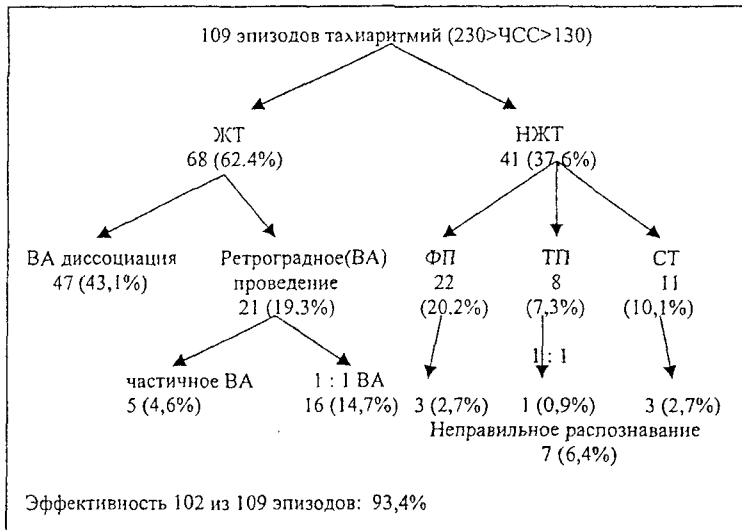 109 эпизодов тахиаритмий (230>ЧСС>130)
ЖТ НЖТ
68 (62.4%) 41 (37,6%)
ВА диссоциация Ретроградное(ВА) ФП ТП СТ
47 (43,1%) проведение 22 8 11
21 (19.3%) (20.2%) (7,3%) (10,1%)
1 : 1
частичное ВА 1 : 1 ВА
5 (4,6%) 16 (14,7%) 3 (2,7%) 1 (0,9%) 3 (2,7%)
Неправильное распознавание
7 (6,4%)
Эффективность 102 из 109 эпизодов: 93,4%